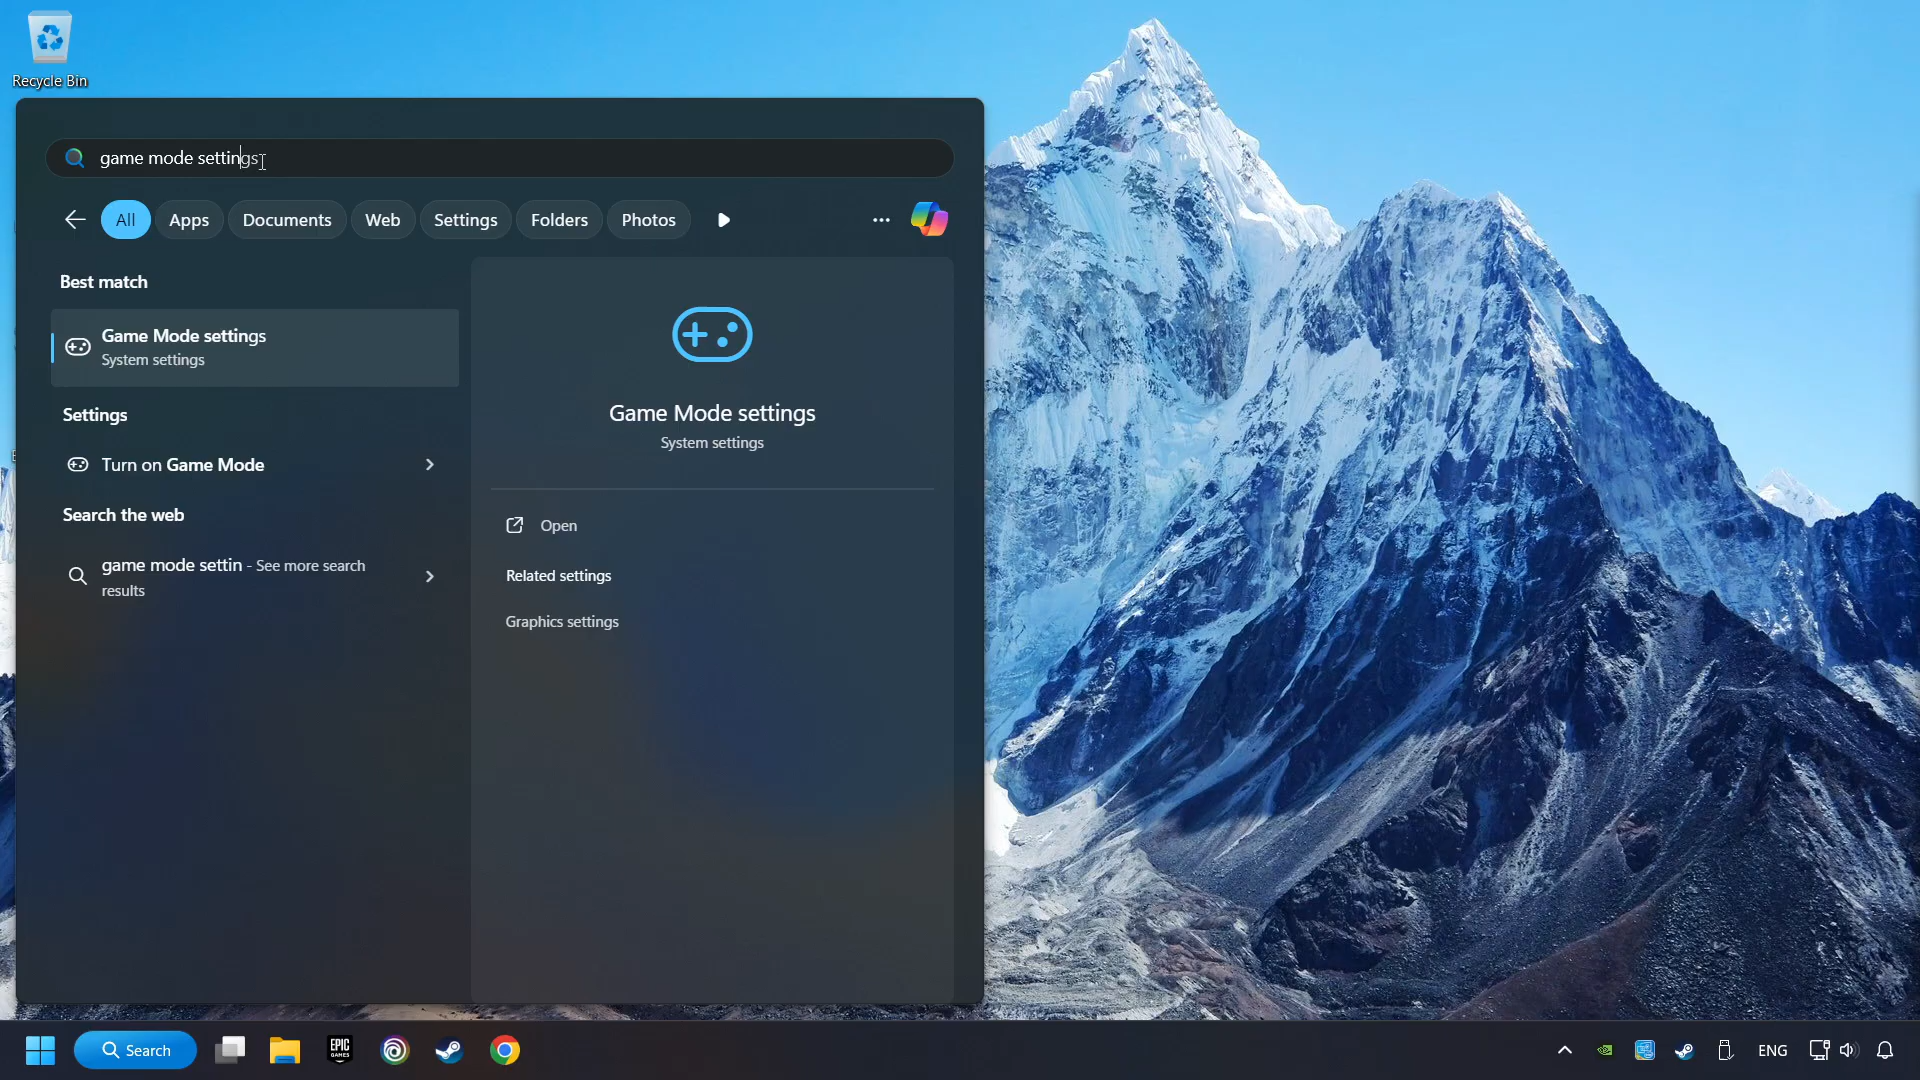 Recycle Bin
game mode settings
All
Apps
Documents
Web
Settings
Folders
Photos
Best match
Game Mode settings
System settings
Settings
Turn on Game Mode
Search the web
game mode settin - See more search
results
Game Mode settings
System settings
Open
Related settings
Graphics settings
Search
EPIC
GAMES
ENG